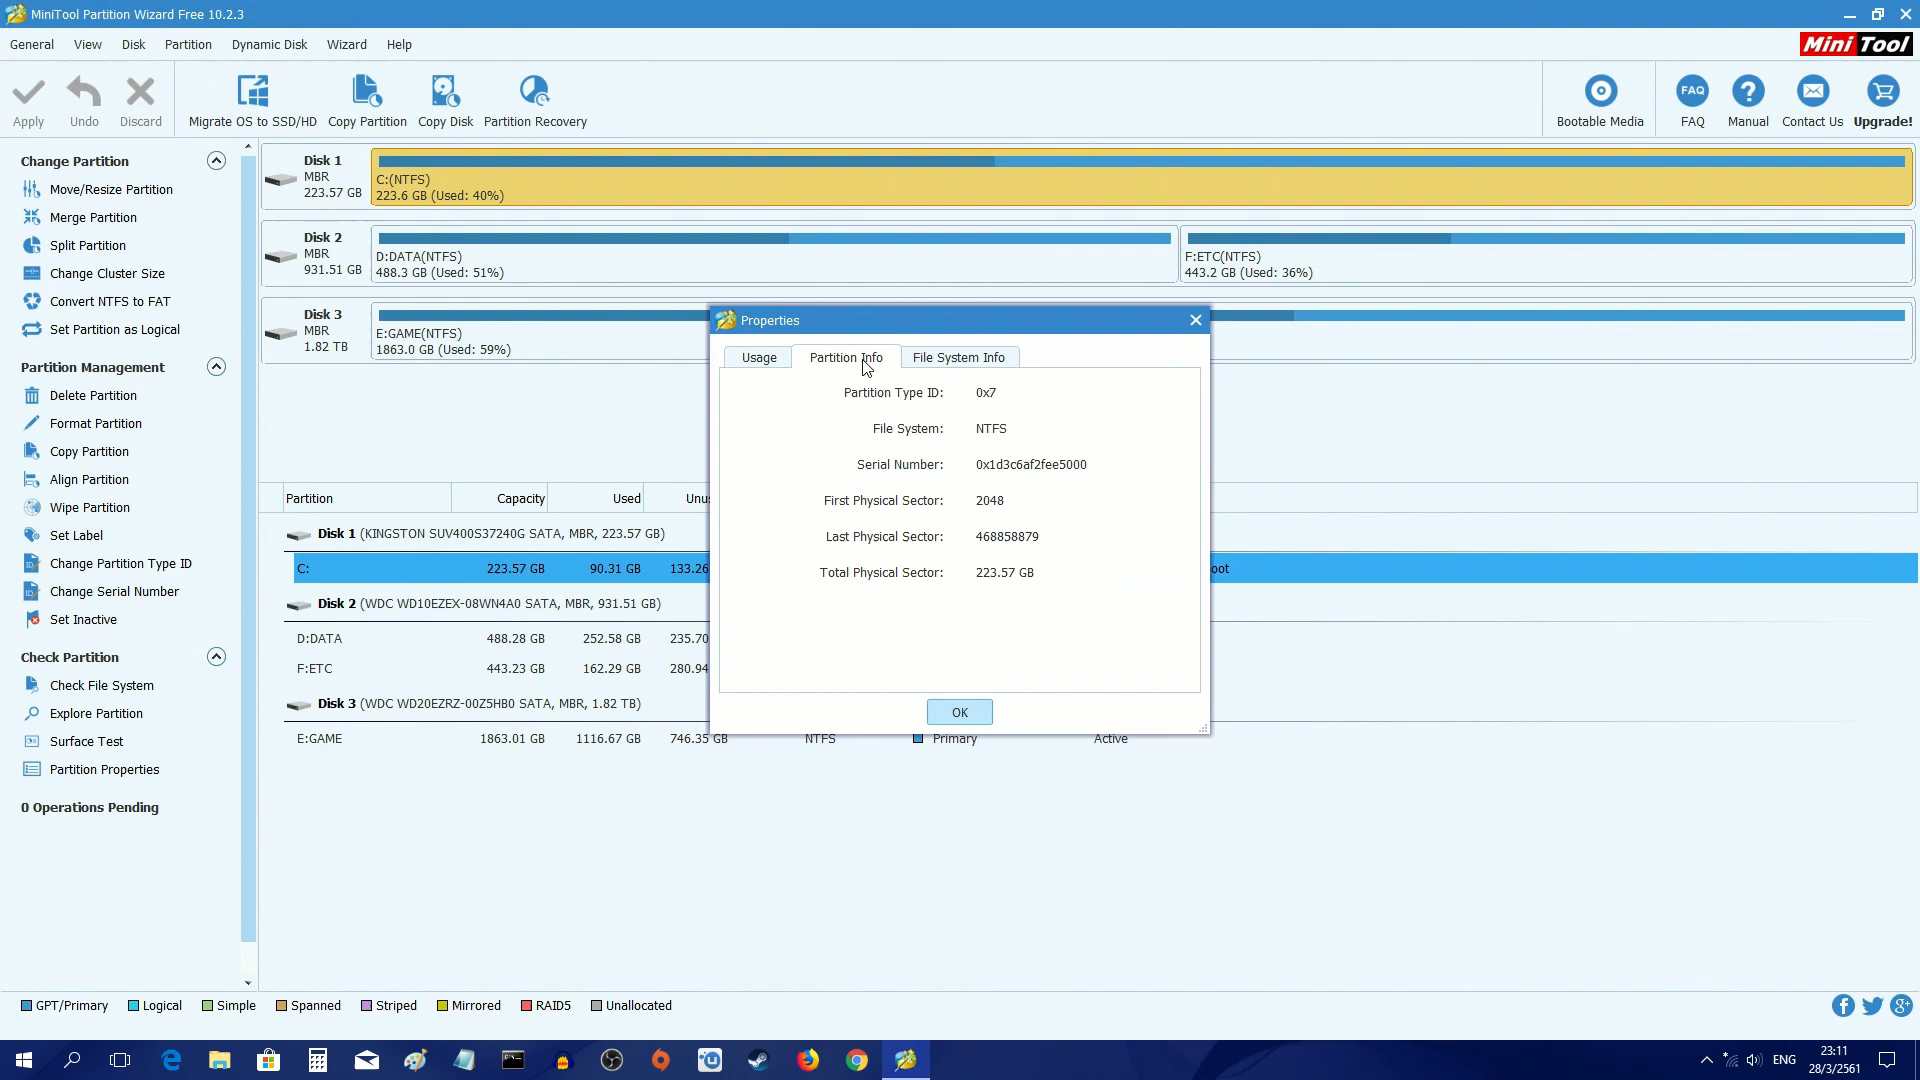 MiniTool Partition Wizard Free 10.2.3
General View Disk Partition Dynamic Disk Wizard Help
Mini Tool
Apply Undo Discard Migrate OS to SSD/HD Copy Partition Copy Disk Partition Recovery Bootable Media FAQ Manual Contact Us Upgrade!
FAQ
Change Partition
Move/Resize Partition
Merge Partition
Split Partition
Change Cluster Size
Convert NTFS to FAT
Set Partition as Logical
Partition Management
Delete Partition
Format Partition
Copy Partition
Align Partition
Wipe Partition
Set Label
Change Partition Type ID
Change Serial Number
Set Inactive
Check Partition
Check File System
Explore Partition
Surface Test
Partition Properties
0 Operations Pending
Disk 1
MBR
223.57 GB
C:(NTFS)
223.6 GB (Used: 40%)
Disk 2
MBR
931.51 GB
D:DATA(NTFS)
488.3 GB (Used: 51%)
F:ETC(NTFS)
443.2 GB (Used: 36%)
Disk 3
MBR
1.82 TB
E:GAME(NTFS)
1863.0 GB (Used: 59%)
Properties
Usage Partition Info File System Info
Partition Type ID: 0x7
File System: NTFS
Serial Number: 0x1d3c6af2fee5000
First Physical Sector: 2048
Last Physical Sector: 468858879
Total Physical Sector: 223.57 GB
OK
Partition Capacity Used Unu
Disk 1 (KINGSTON SUV400S37240G SATA, MBR, 223.57 GB)
C: 223.57 GB 90.31 GB 133.26 oot
Disk 2 (WDC WD10EZEX-08WN4A0 SATA, MBR, 931.51 GB)
D:DATA 488.28 GB 252.58 GB 235.70
F:ETC 443.23 GB 162.29 GB 280.94
Disk 3 (WDC WD20EZRZ-00Z5HB0 SATA, MBR, 1.82 TB)
E:GAME 1863.01 GB 1116.67 GB 746.35 GB NTFS Primary Active
GPT/Primary Logical Simple Spanned Striped Mirrored RAID5 Unallocated
ENG
23:11
28/3/2561